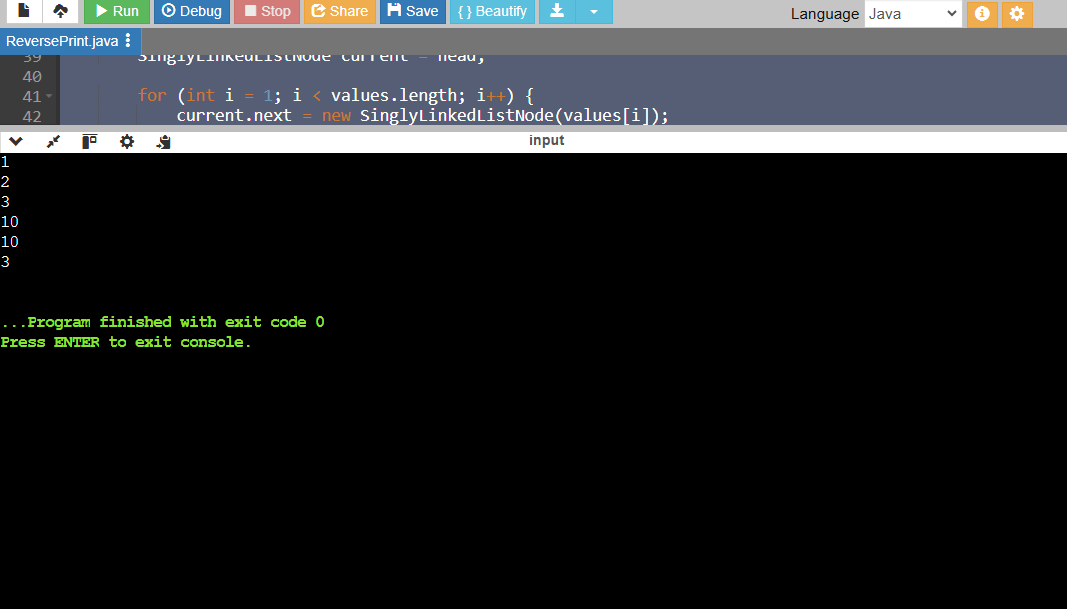 Run Debug Stop Share Save { } Beautify Language Java
ReversePrint.java
39 SinglyLinkedListNode current = head;
40
41 for (int i = 1; i < values.length; i++) {
42 current.next = new SinglyLinkedListNode(values[i]);
input
1
2
3
10
10
3
...Program finished with exit code 0
Press ENTER to exit console.